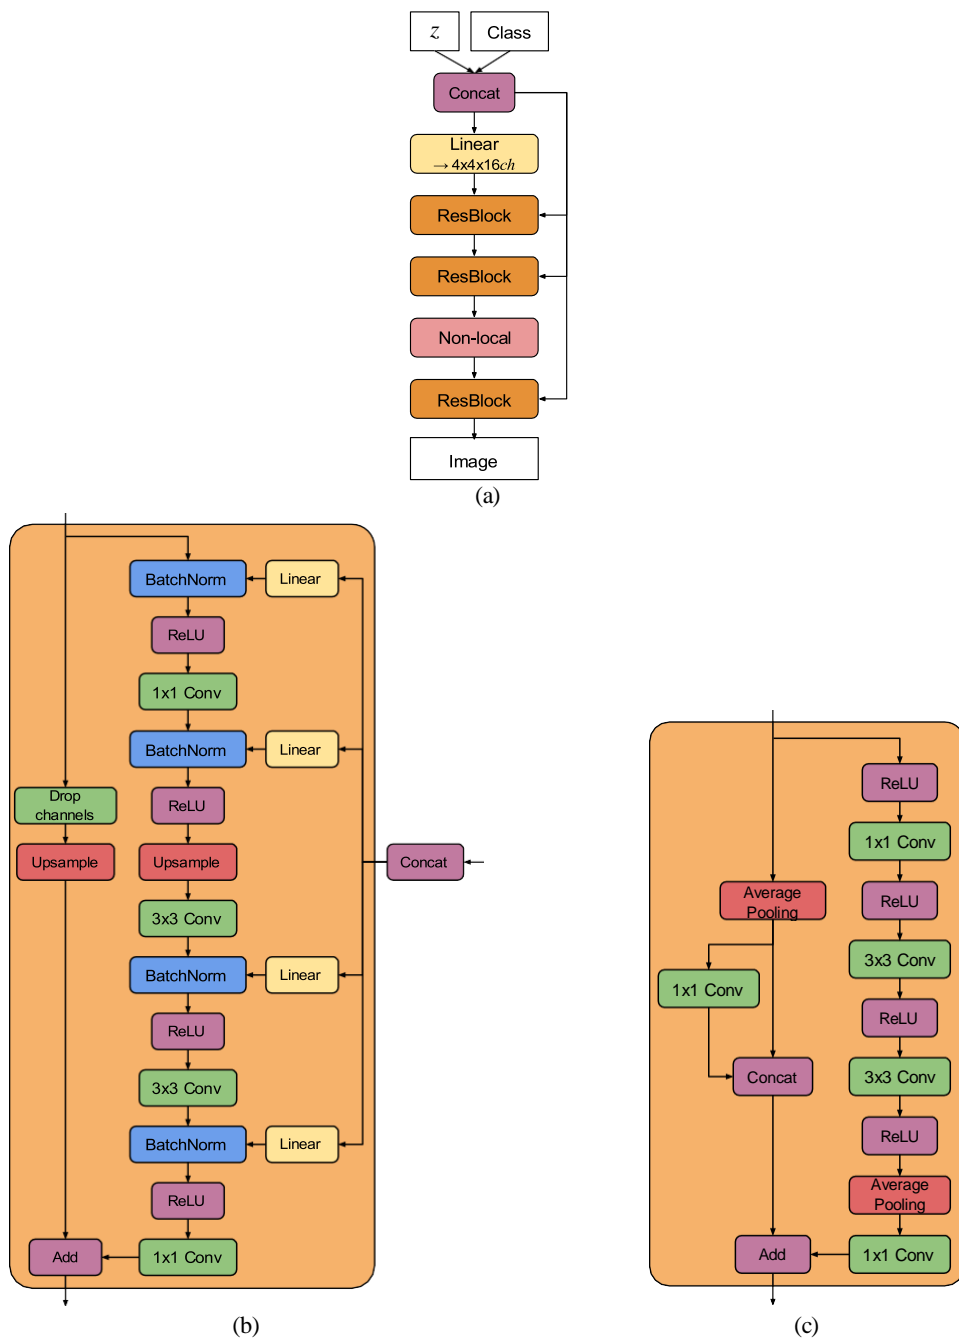 z Class
Concat
Linear
→ 4x4x16ch
ResBlock
ResBlock
Non-local
ResBlock
Image
(a)
BatchNorm Linear
ReLU
1x1 Conv
BatchNorm Linear
Drop
channels
ReLU
Upsample Upsample Concat
3x3 Conv
BatchNorm Linear
ReLU
3x3 Conv
BatchNorm Linear
ReLU
Add 1x1 Conv
(b)
ReLU
1x1 Conv
Average
Pooling
ReLU
3x3 Conv
1x1 Conv
ReLU
Concat
3x3 Conv
ReLU
Average
Pooling
Add 1x1 Conv
(c)